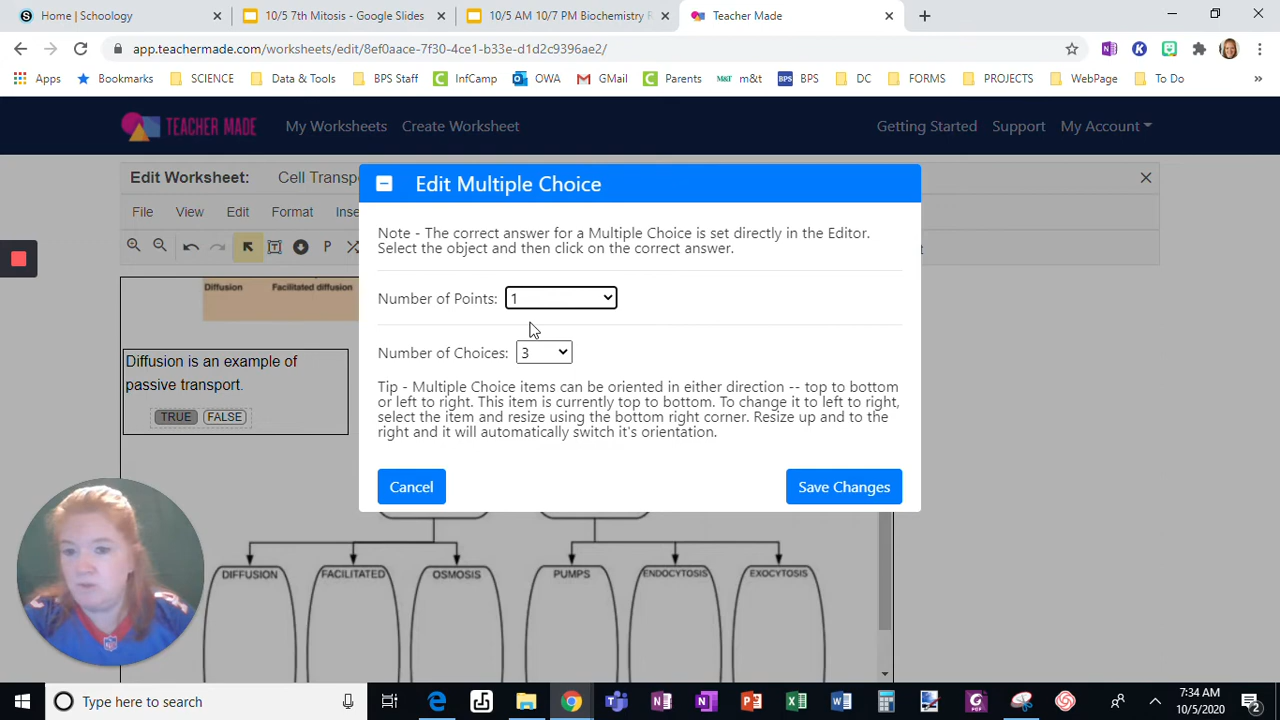 Home | Schoology
10/5 7th Mitosis - Google Slides
10/5 AM 10/7 PM Biochemistry R
Teacher Made
app.teachermade.com/worksheets/edit/8ef0aace-7f30-4ce1-b33e-d1d2c9396ae2/
Apps
Bookmarks
SCIENCE
Data & Tools
BPS Staff
InfCamp
OWA
GMail
Parents
M&T m&t
BPS BPS
DC
FORMS
PROJECTS
WebPage
To Do
»
TEACHER MADE
My Worksheets
Create Worksheet
Getting Started
Support
My Account
Edit Worksheet:
Cell Transp
File
View
Edit
Format
Inse
T
P
Diffusion
Facilitated diffusion
Diffusion is an example of
passive transport.
TRUE
FALSE
Edit Multiple Choice
Note - The correct answer for a Multiple Choice is set directly in the Editor.
Select the object and then click on the correct answer.
Number of Points: 1
Number of Choices: 3
Tip - Multiple Choice items can be oriented in either direction -- top to bottom
or left to right. This item is currently top to bottom. To change it to left to right,
select the item and resize using the bottom right corner. Resize up and to the
right and it will automatically switch it's orientation.
Cancel
Save Changes
DIFFUSION
FACILITATED
OSMOSIS
PUMPS
ENDOCYTOSIS
EXOCYTOSIS
NFL
Type here to search
7:34 AM
10/5/2020
2